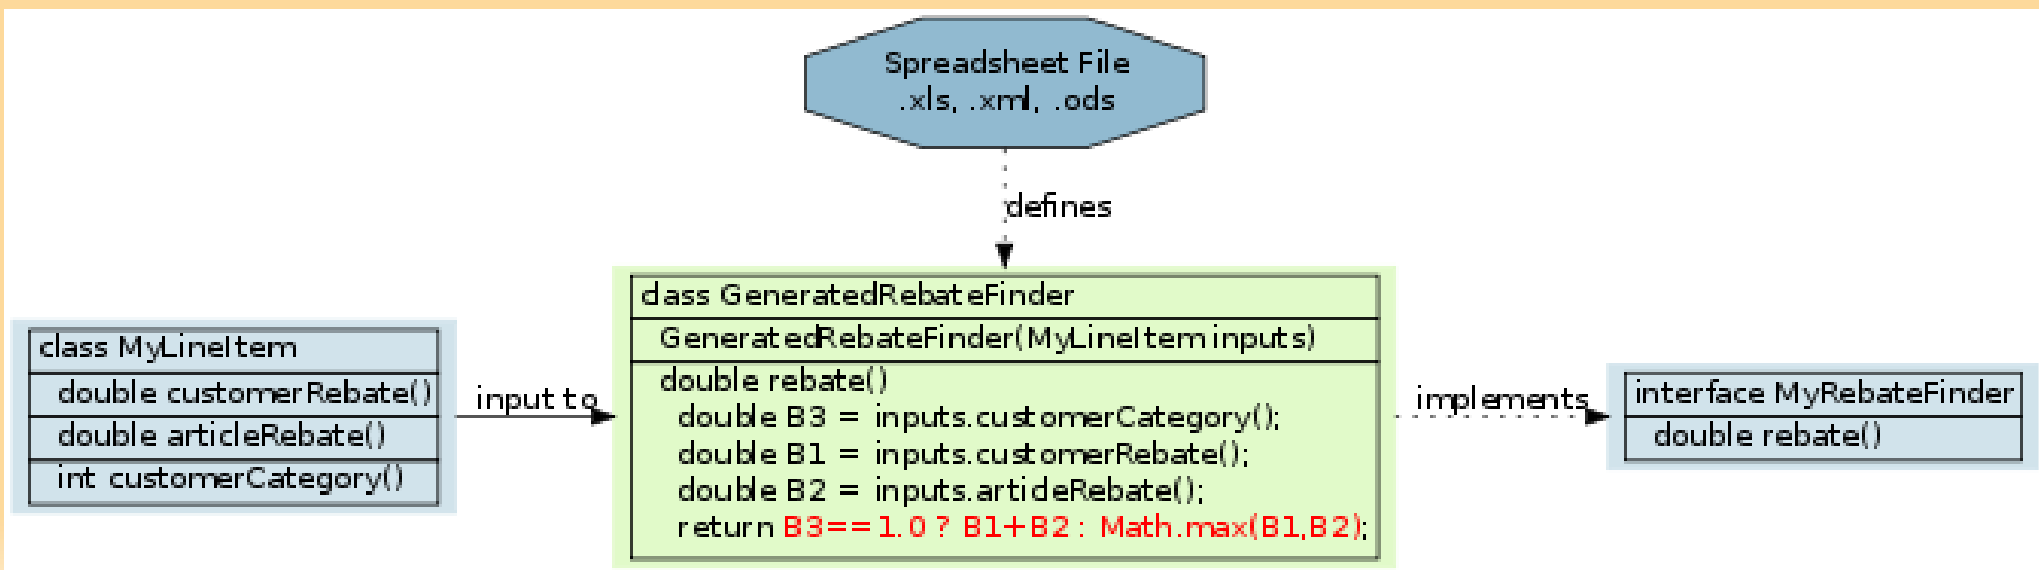 Spreadsheet File
.xls, .xml, .ods
defines
class MyLineItem
double customerRebate()
double articleRebate()
int customerCategory()
input to
class GeneratedRebateFinder
GeneratedRebateFinder(MyLineItem inputs)
double rebate()
double B3 = inputs.customerCategory();
double B1 = inputs.customerRebate();
double B2 = inputs.articleRebate();
return B3==1.0 ? B1+B2 : Math.max(B1,B2);
implements
interface MyRebateFinder
double rebate()